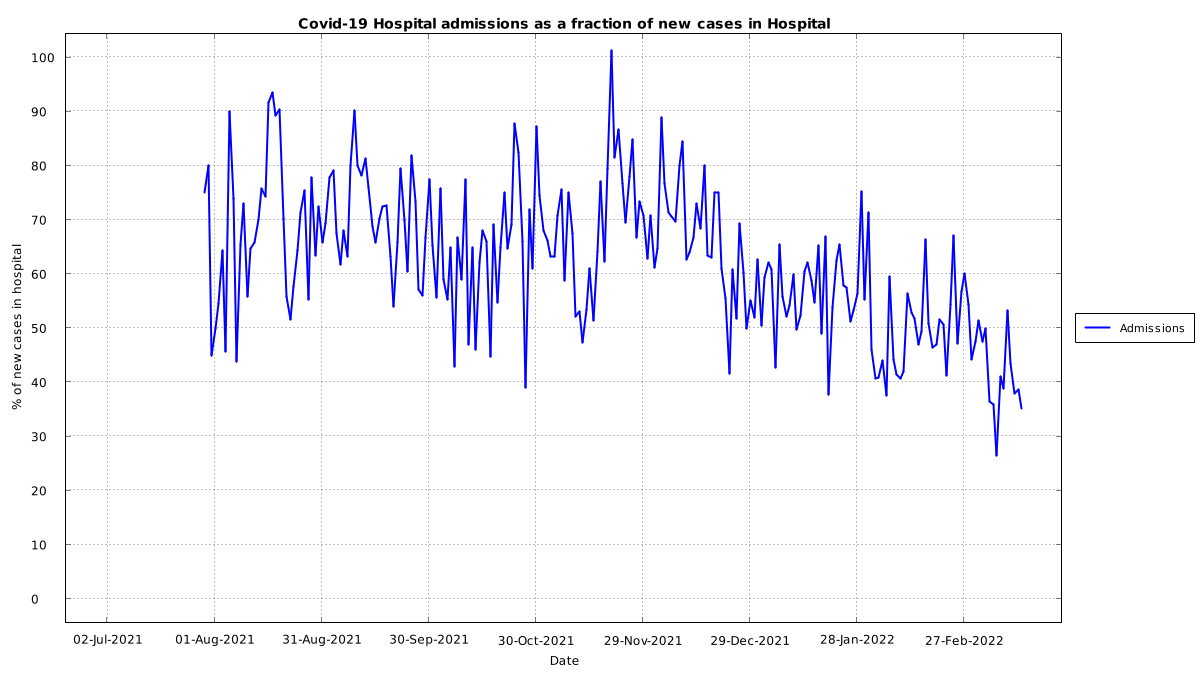 Covid-19 Hospital admissions as a fraction of new cases in Hospital
100
90
80
70
60
50
40
30
20
10
0
% of new cases in hospital
02-Jul-2021
01-Aug-2021
31-Aug-2021
30-Sep-2021
30-Oct-2021
29-Nov-2021
29-Dec-2021
28-Jan-2022
27-Feb-2022
Date
Admissions